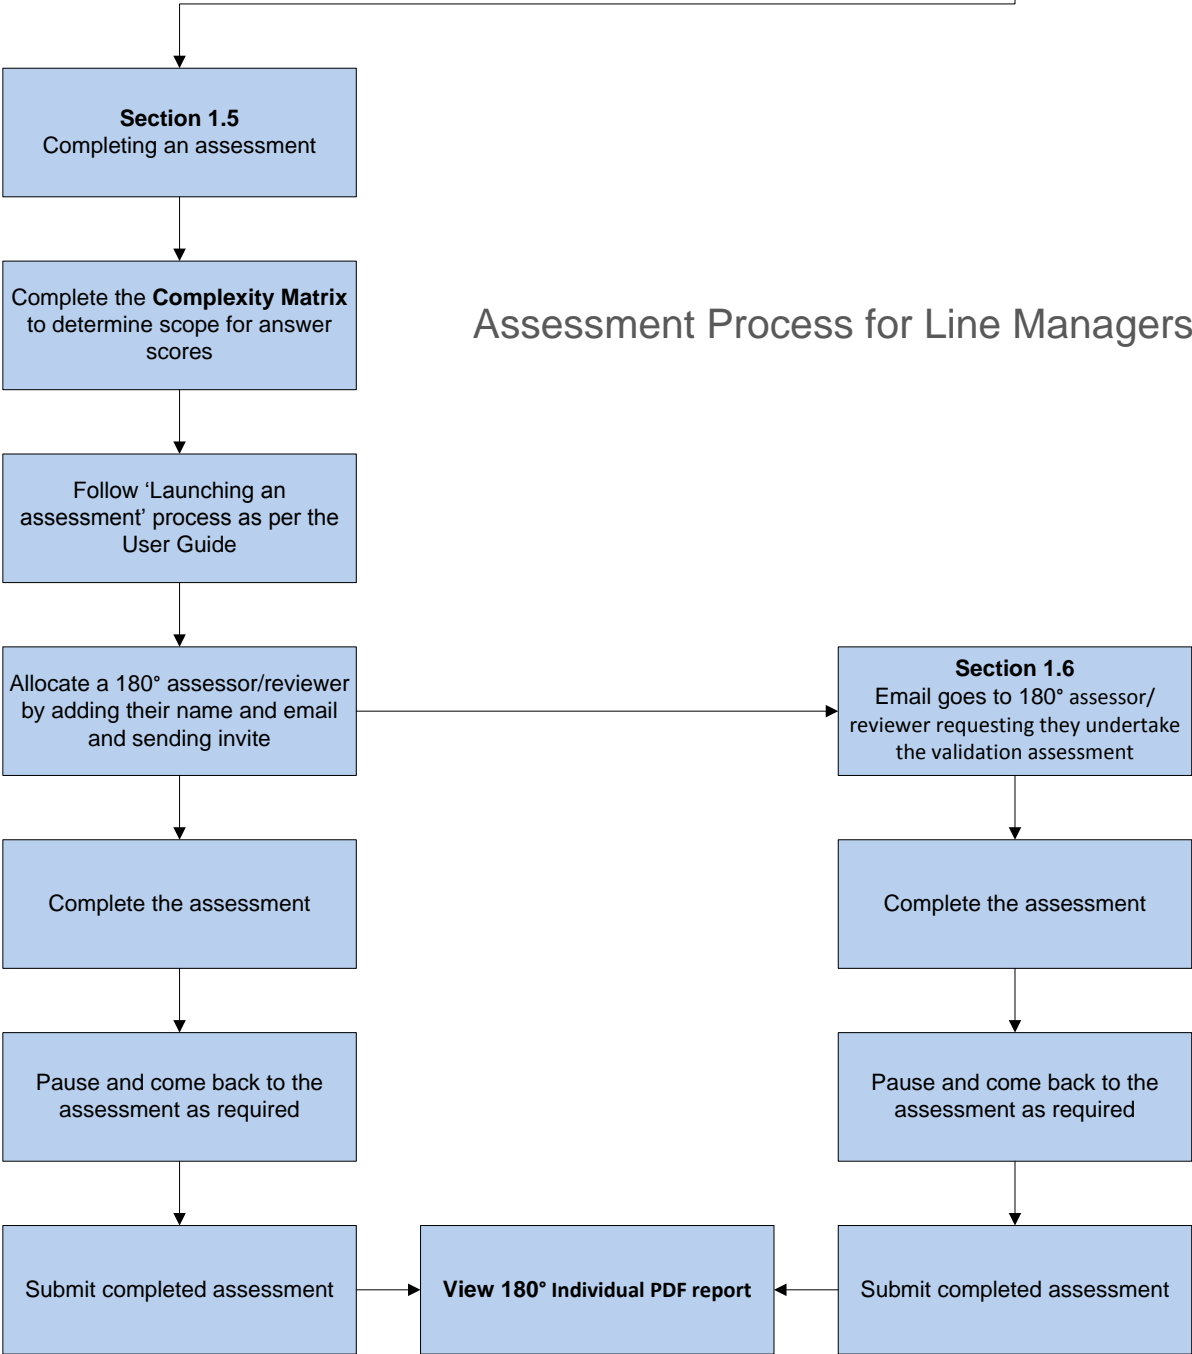 Section 1.5
Completing an assessment
Complete the Complexity Matrix
to determine scope for answer
scores
Assessment Process for Line Managers
Follow ‘Launching an
assessment’ process as per the
User Guide
Allocate a 180° assessor/reviewer
by adding their name and email
and sending invite
Section 1.6
Email goes to 180° assessor/
reviewer requesting they undertake
the validation assessment
Complete the assessment
Complete the assessment
Pause and come back to the
assessment as required
Pause and come back to the
assessment as required
Submit completed assessment
View 180° Individual PDF report
Submit completed assessment